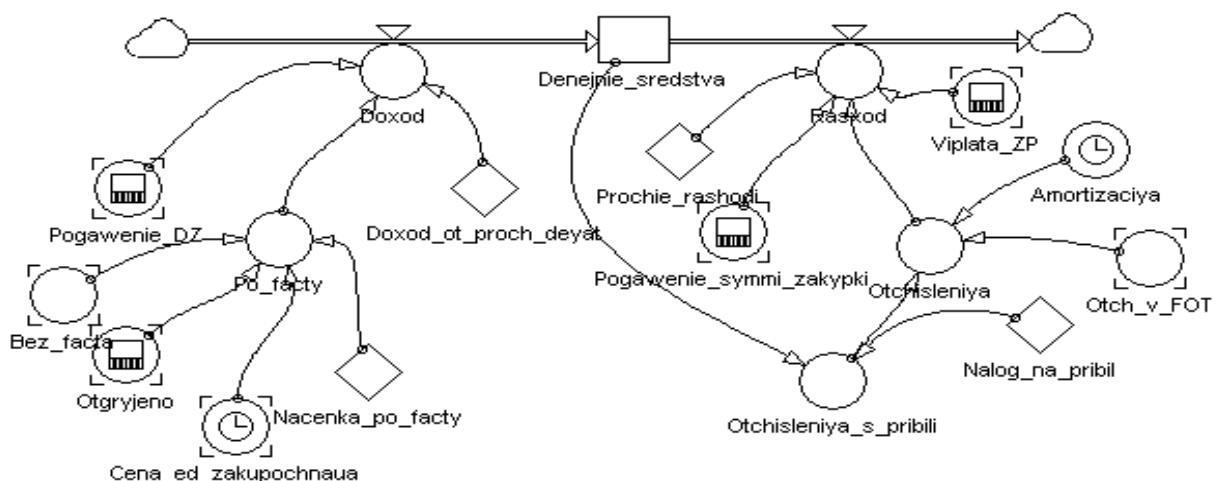 Denejnie_sredstva
Doxod
Rasxod
Viplata_ZP
Prochie_rashodi
Amortizaciya
Pogawenie_DZ
Doxod_ot_proch_deyat
Pogawenie_symmi_zakypki
Po_facty
Otchisleniya
Otch_v_FOT
Bez_facta
Otgryjeno
Nacenka_po_facty
Nalog_na_pribil
Otchisleniya_s_pribili
Cena_ed_zakupochnaua